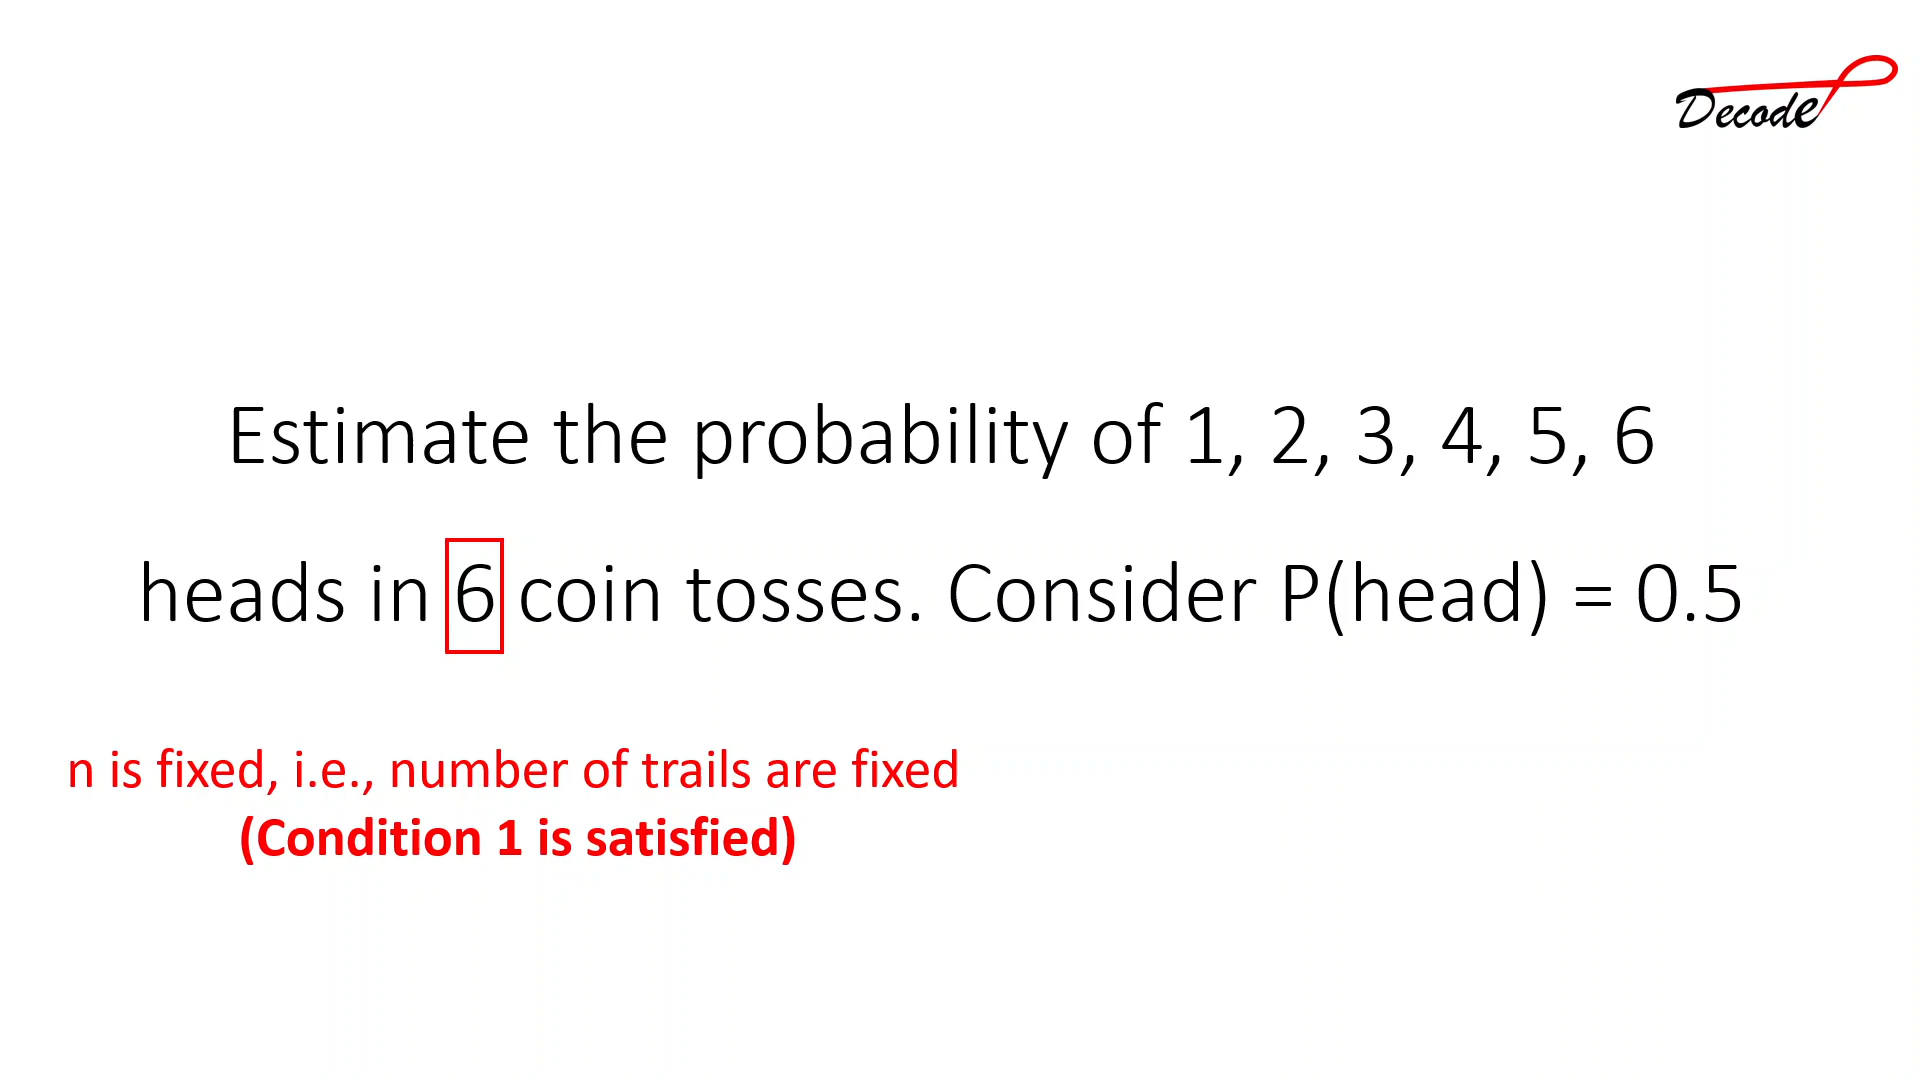 Decode
Estimate the probability of 1, 2, 3, 4, 5, 6
heads in 6 coin tosses. Consider P(head) = 0.5
n is fixed, i.e., number of trails are fixed
(Condition 1 is satisfied)